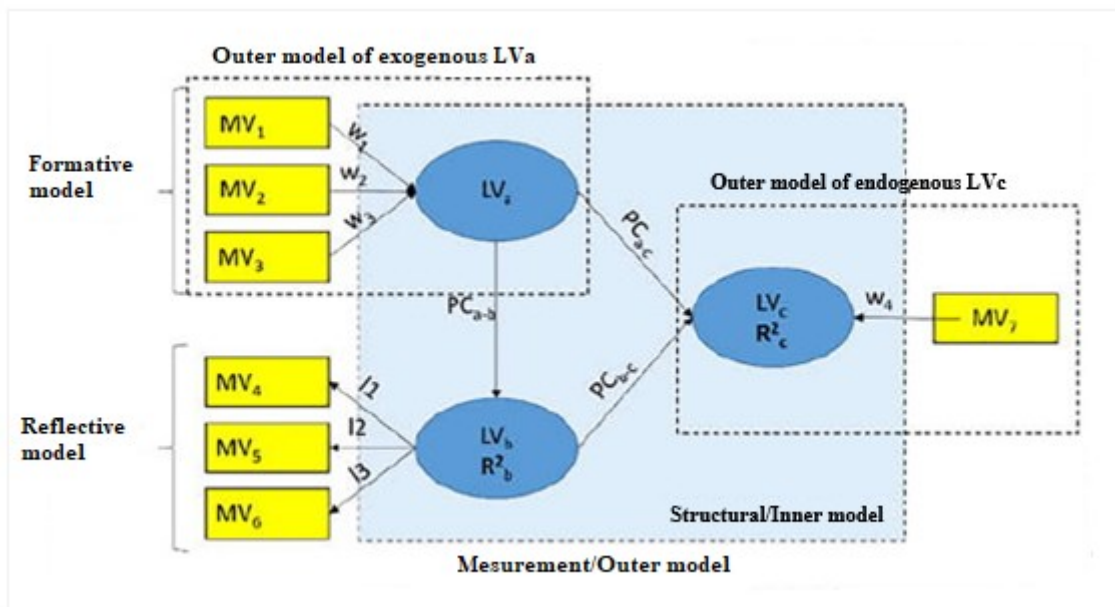 Outer model of exogenous LVa
MV₁
w₁
Formative
model
MV₂
w₂
LVₐ
MV₃
w₃
Outer model of endogenous LVc
PCₐ₋c
PCₐ₋b
LVc
R²c
w₄
MV₇
Reflective
model
MV₄
l1
MV₅
l2
LVb
R²b
PCb-c
MV₆
l3
Structural/Inner model
Mesurement/Outer model